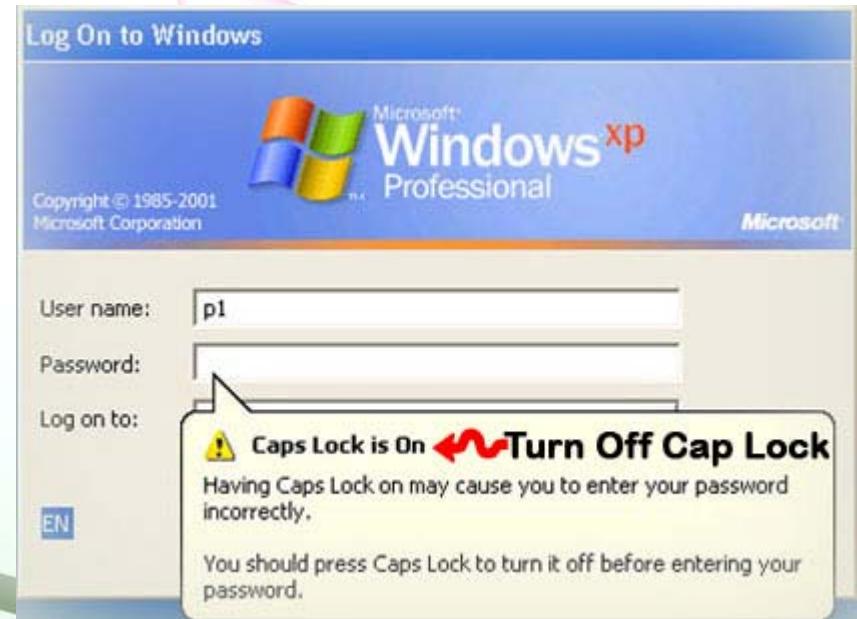 Log On to Windows
Microsoft®
Windows xp
Professional
Copyright © 1985-2001
Microsoft Corporation
Microsoft
User name: p1
Password:
Log on to:
Caps Lock is On Turn Off Cap Lock
Having Caps Lock on may cause you to enter your password
incorrectly.
EN
You should press Caps Lock to turn it off before entering your
password.